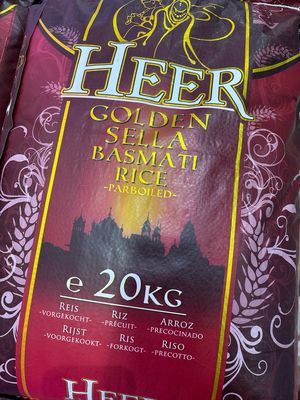 HEER
GOLDEN
SELLA
BASMATI
RICE
-PARBOILED-
e 20KG
REIS RIZ ARROZ
-VORGEKOCHT- -PRÉCUIT- -PRECOCINADO
RIJST RIS RISO
-VOORGEKOOKT- -FORKOGT- -PRECOTTO-
HEER